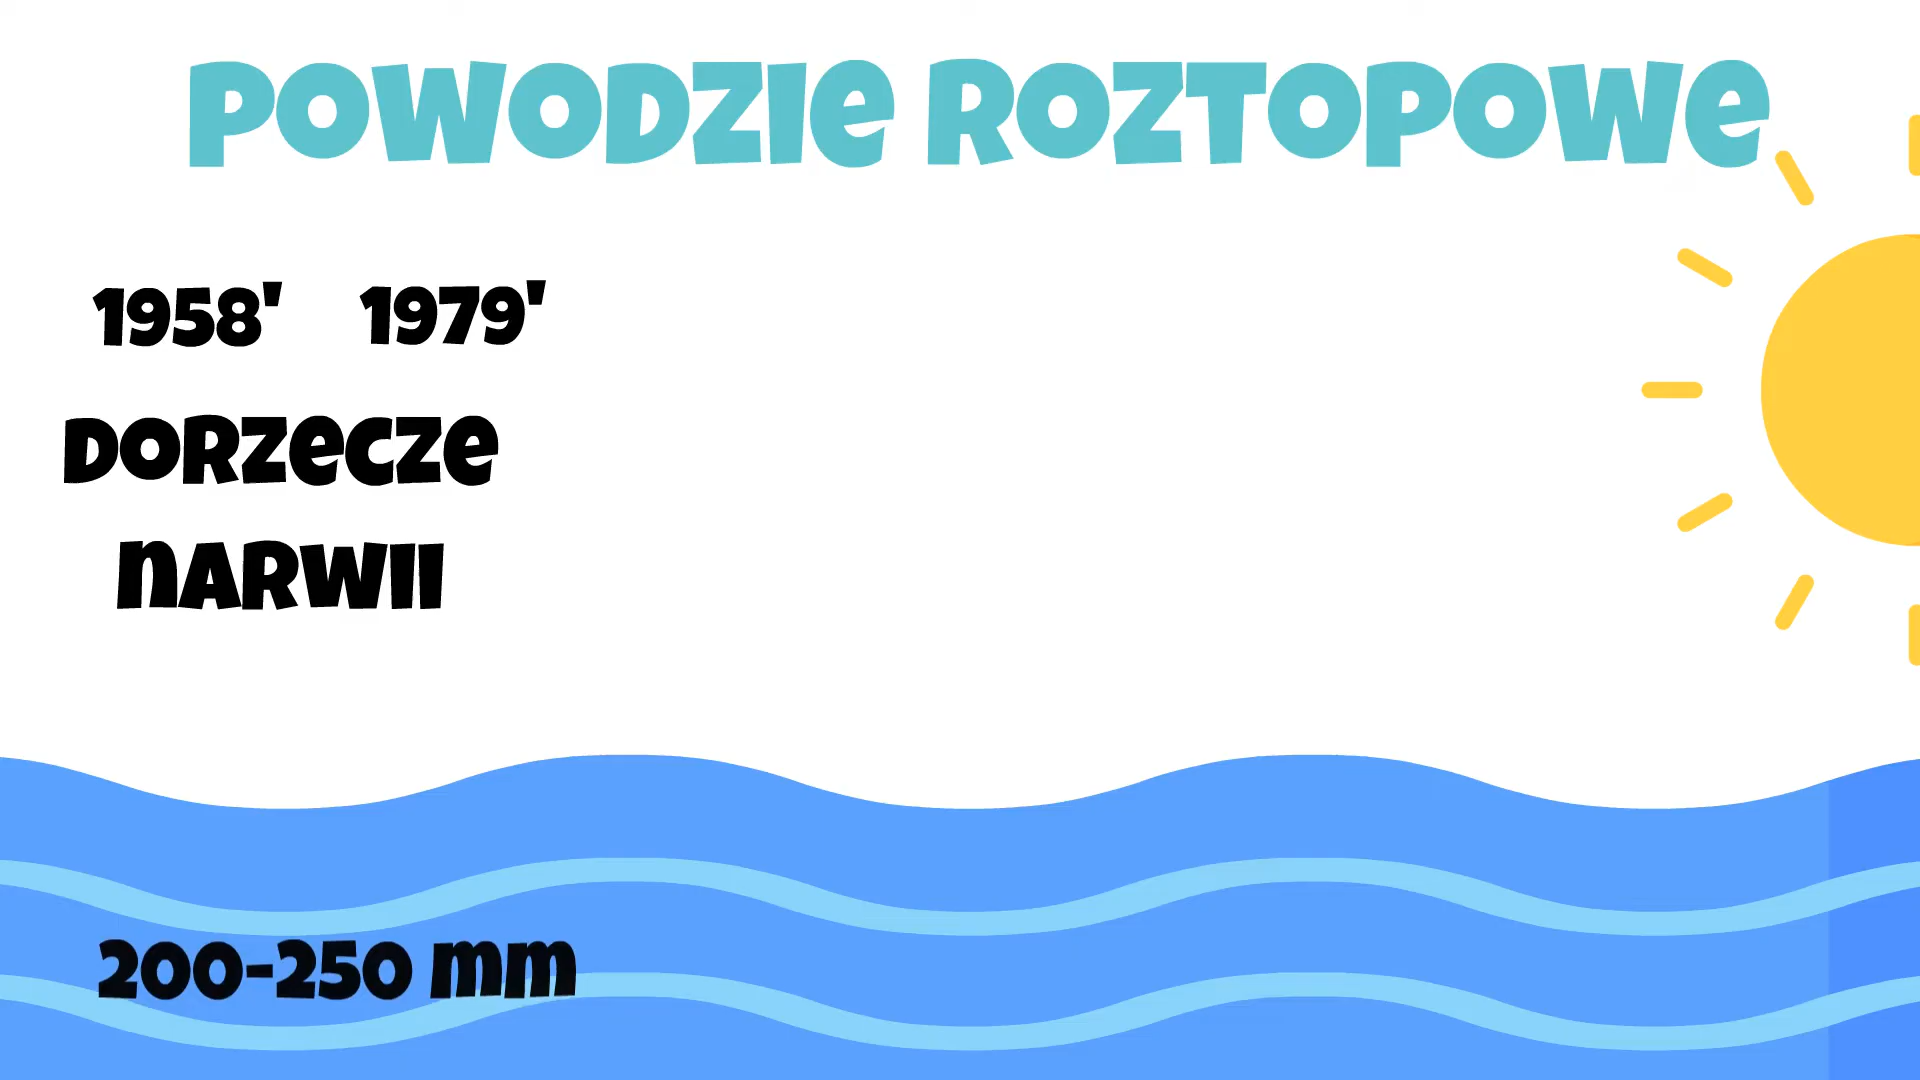 POWODZIE ROZTOPOWE
1958' 1979'
DORZECZE
NARWII
200-250 mm